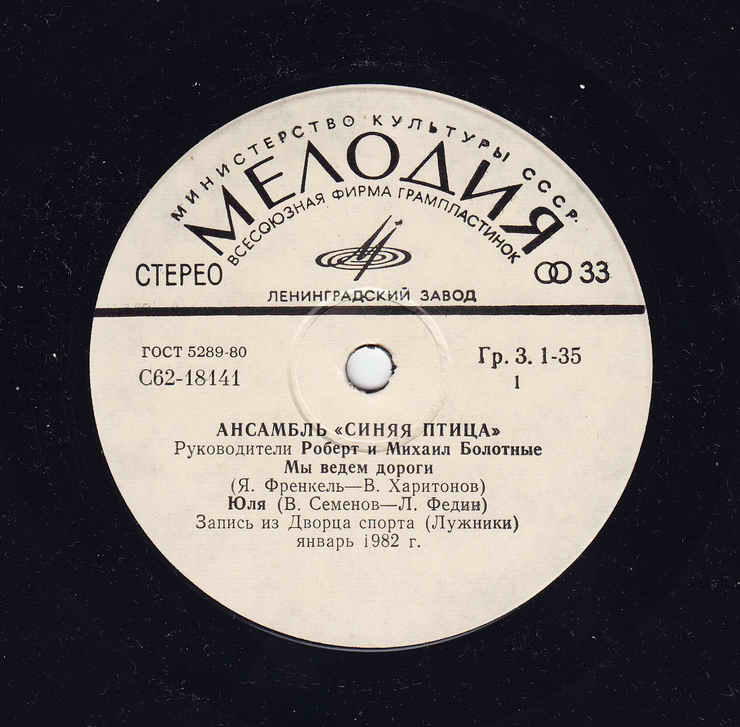 МИНИСТЕРСТВО КУЛЬТУРЫ СССР.
МЕЛОДИЯ
ВСЕСОЮЗНАЯ ФИРМА ГРАМПЛАСТИНОК
СТЕРЕО
33
ЛЕНИНГРАДСКИЙ ЗАВОД
ГОСТ 5289-80
Гр. 3. 1-35
С62-18141
1
АНСАМБЛЬ «СИНЯЯ ПТИЦА»
Руководители Роберт и Михаил Болотные
Мы ведем дороги
(Я. Френкель—В. Харитонов)
Юля (В. Семенов—Л. Федин)
Запись из Дворца спорта (Лужники)
январь 1982 г.